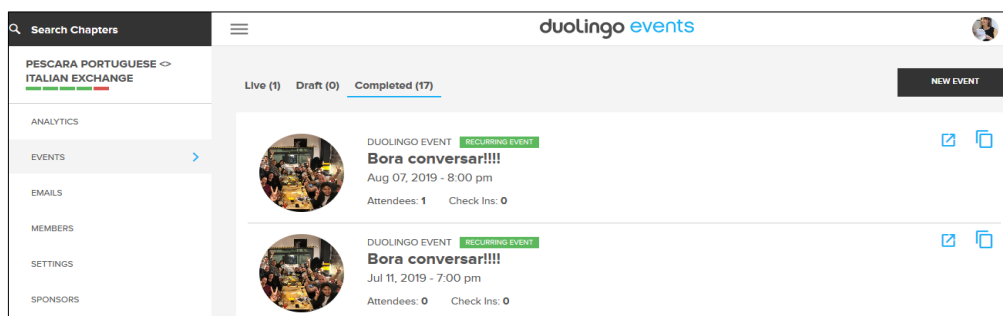 Search Chapters
duolingo events
PESCARA PORTUGUESE <>
ITALIAN EXCHANGE
Live (1) Draft (0) Completed (17)
NEW EVENT
ANALYTICS
EVENTS
EMAILS
MEMBERS
SETTINGS
SPONSORS
DUOLINGO EVENT RECURRING EVENT
Bora conversar!!!!
Aug 07, 2019 - 8:00 pm
Attendees: 1 Check Ins: 0
DUOLINGO EVENT RECURRING EVENT
Bora conversar!!!!
Jul 11, 2019 - 7:00 pm
Attendees: 0 Check Ins: 0